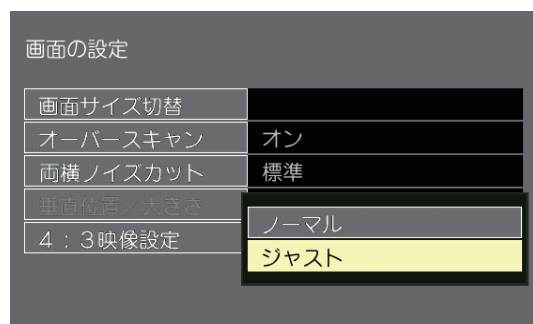 画面の設定
画面サイズ切替
オーバースキャン オン
両横ノイズカット 標準
垂直位置／大きさ
4：3映像設定
ノーマル
ジャスト